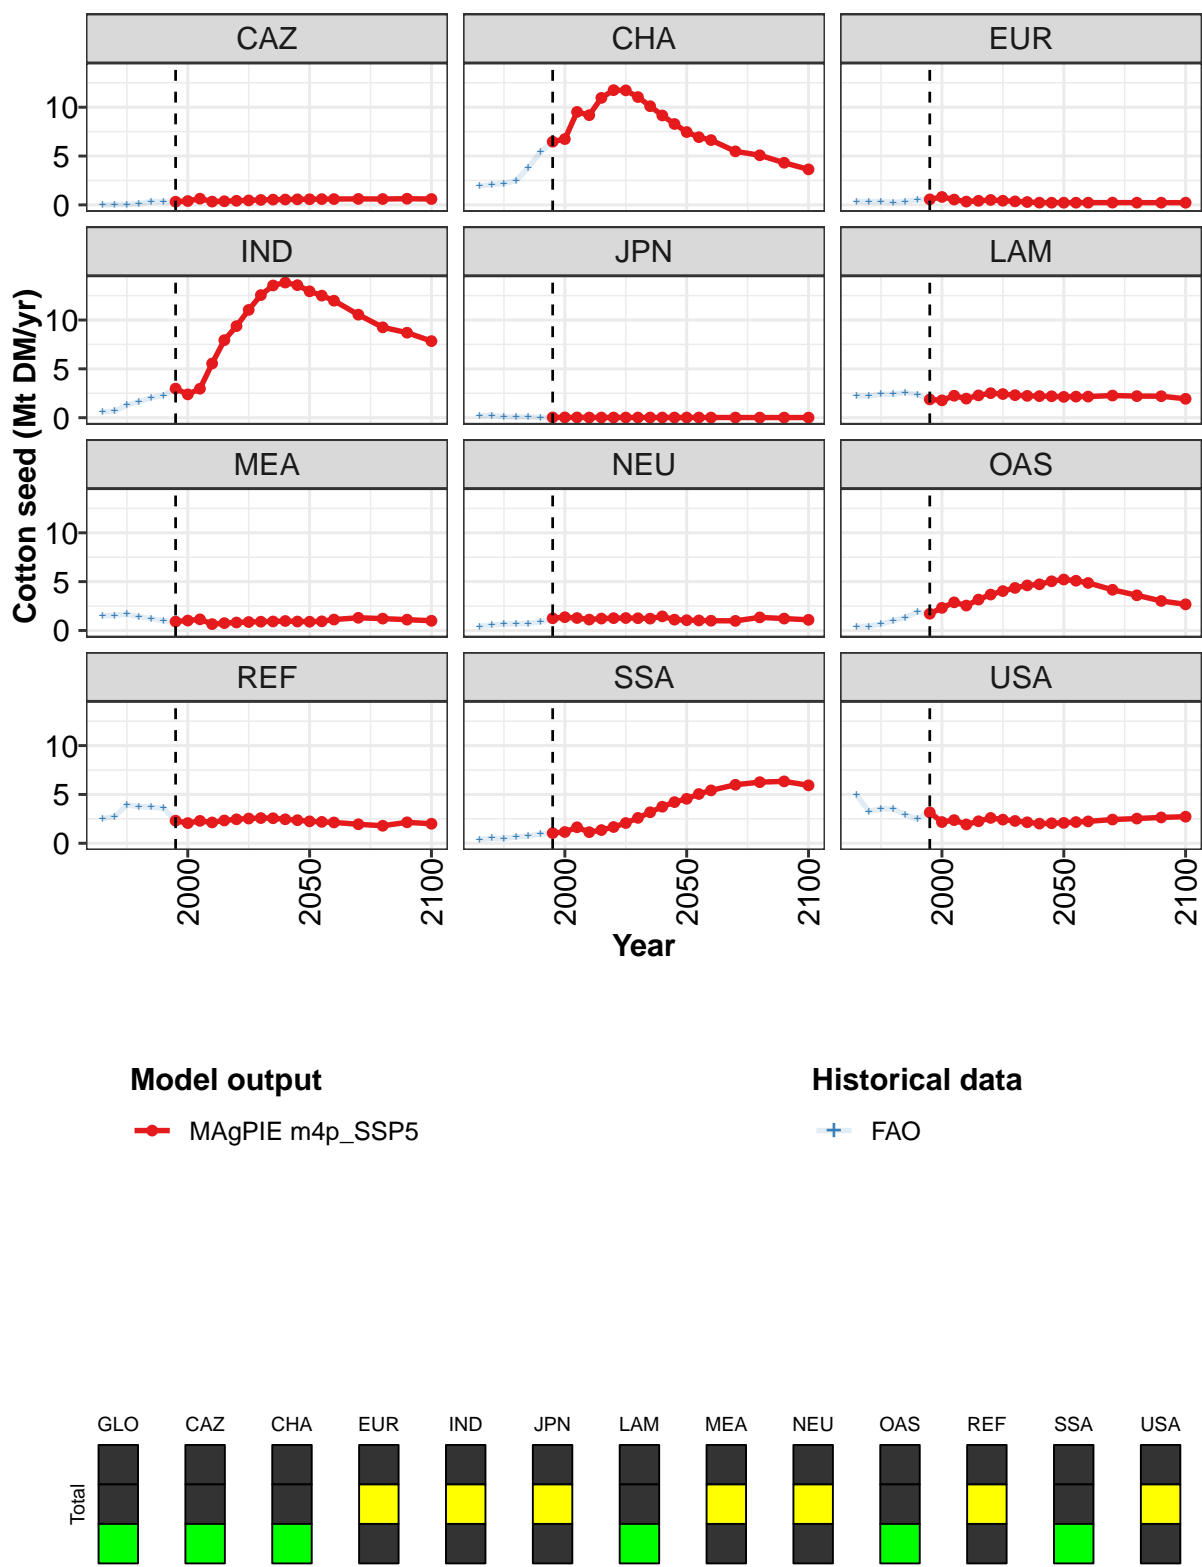 CAZ CHA EUR
10
5
0
IND JPN LAM
10
5
0
MEA NEU OAS
10
5
0
REF SSA USA
10
5
0
Cotton seed (Mt DM/yr)
2000 2050 2100 2000 2050 2100 2000 2050 2100
Year
Model output Historical data
MAgPIE m4p_SSP5 FAO
GLO CAZ CHA EUR IND JPN LAM MEA NEU OAS REF SSA USA
Total